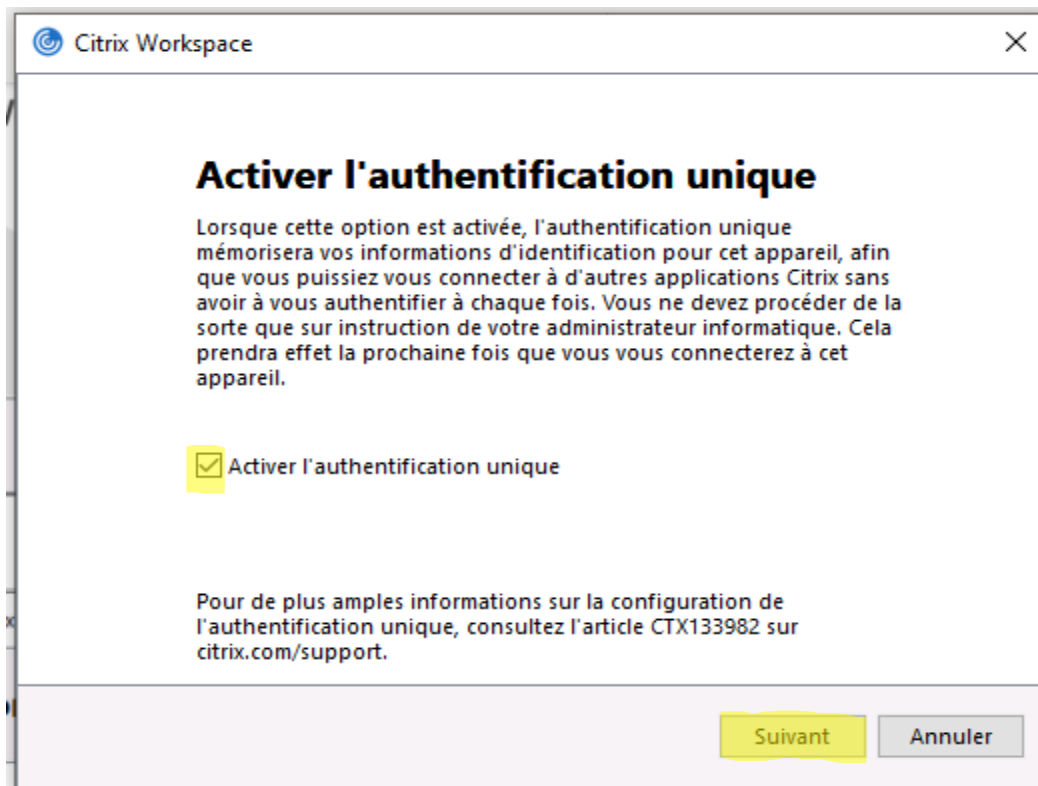 Citrix Workspace
Activer l'authentification unique
Lorsque cette option est activée, l'authentification unique
mémorisera vos informations d'identification pour cet appareil, afin
que vous puissiez vous connecter à d'autres applications Citrix sans
avoir à vous authentifier à chaque fois. Vous ne devez procéder de la
sorte que sur instruction de votre administrateur informatique. Cela
prendra effet la prochaine fois que vous vous connecterez à cet
appareil.
Activer l'authentification unique
Pour de plus amples informations sur la configuration de
l'authentification unique, consultez l'article CTX133982 sur
citrix.com/support.
Suivant
Annuler